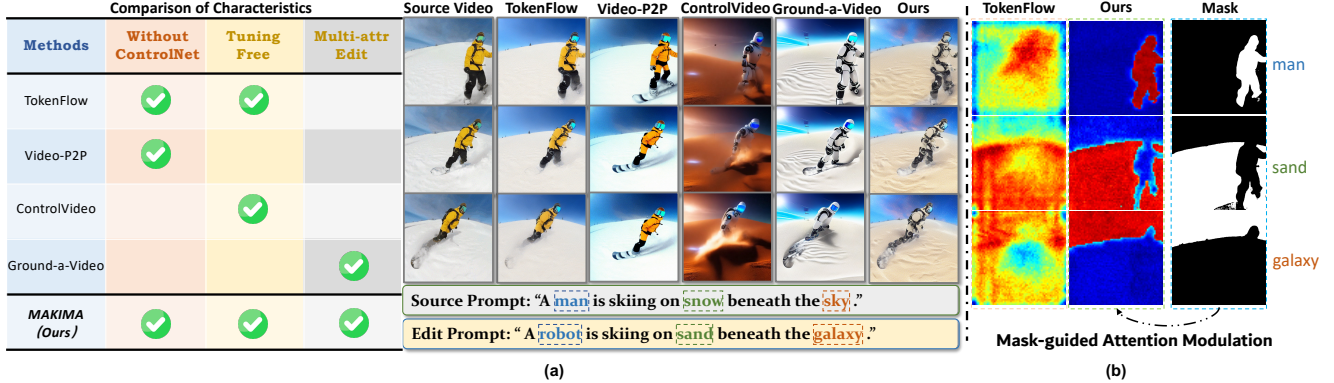 Comparison of Characteristics
Methods
Without ControlNet
Tuning Free
Multi-attr Edit
TokenFlow
Video-P2P
ControlVideo
Ground-a-Video
MAKIMA (Ours)
Source Video TokenFlow Video-P2P ControlVideo Ground-a-Video Ours
Source Prompt: “A man is skiing on snow beneath the sky .”
Edit Prompt: “ A robot is skiing on sand beneath the galaxy .”
(a)
TokenFlow Ours Mask
man
sand
galaxy
Mask-guided Attention Modulation
(b)